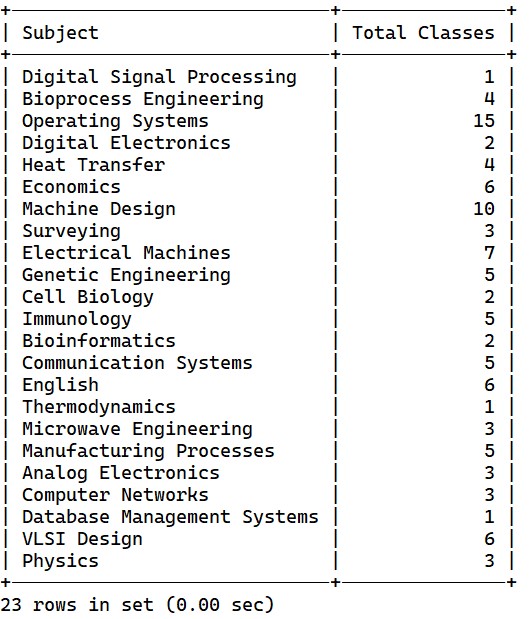 +--------------------------------+---------------+
| Subject                        | Total Classes |
+--------------------------------+---------------+
| Digital Signal Processing      |             1 |
| Bioprocess Engineering         |             4 |
| Operating Systems              |            15 |
| Digital Electronics            |             2 |
| Heat Transfer                  |             4 |
| Economics                      |             6 |
| Machine Design                 |            10 |
| Surveying                      |             3 |
| Electrical Machines            |             7 |
| Genetic Engineering            |             5 |
| Cell Biology                   |             2 |
| Immunology                     |             5 |
| Bioinformatics                 |             2 |
| Communication Systems          |             5 |
| English                        |             6 |
| Thermodynamics                 |             1 |
| Microwave Engineering          |             3 |
| Manufacturing Processes        |             5 |
| Analog Electronics             |             3 |
| Computer Networks              |             3 |
| Database Management Systems    |             1 |
| VLSI Design                    |             6 |
| Physics                        |             3 |
+--------------------------------+---------------+
23 rows in set (0.00 sec)